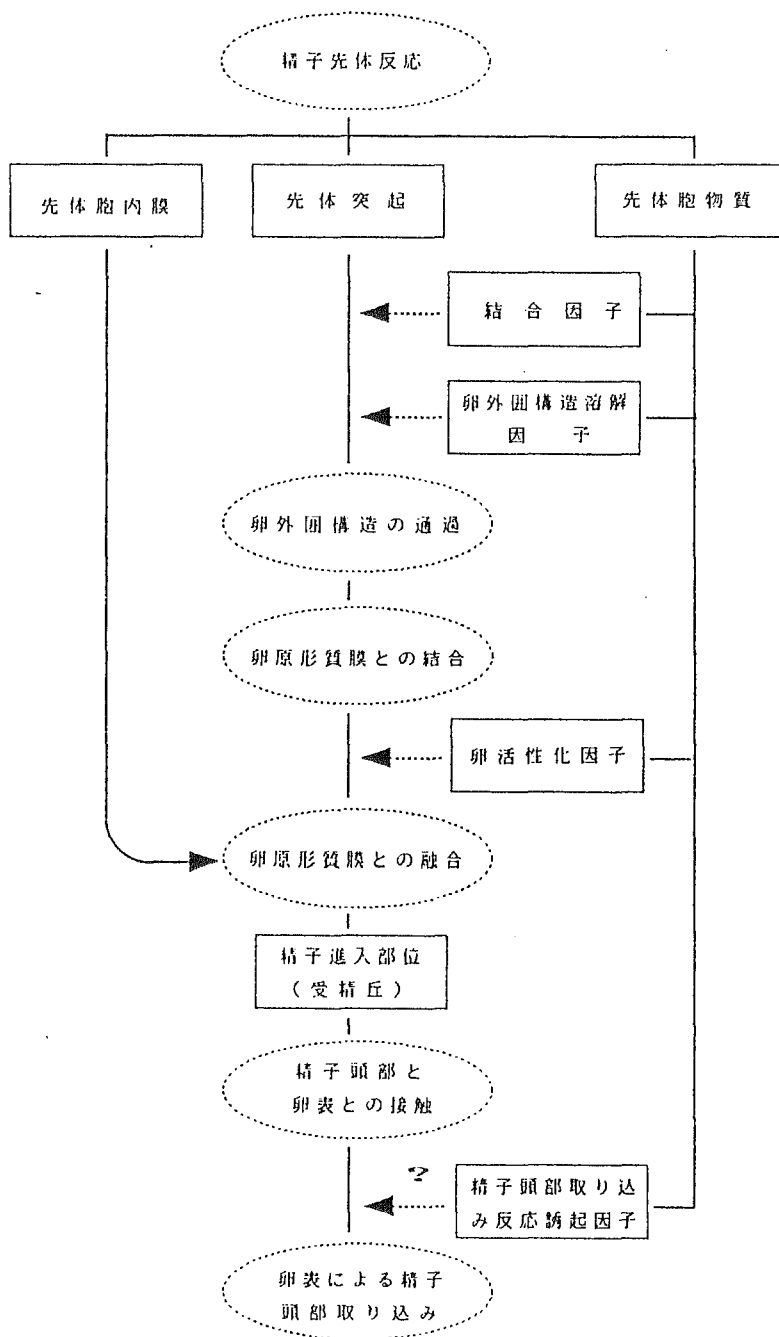 精子先体反応
先体胞内膜
先体突起
先体胞物質
結合因子
卵外囲構造溶解
因子
卵外囲構造の通過
卵原形質膜との結合
卵活性化因子
卵原形質膜との融合
精子進入部位
(受精丘)
精子頭部と
卵表との接触
?
精子頭部取り込
み反応誘起因子
卵表による精子
頭部取り込み